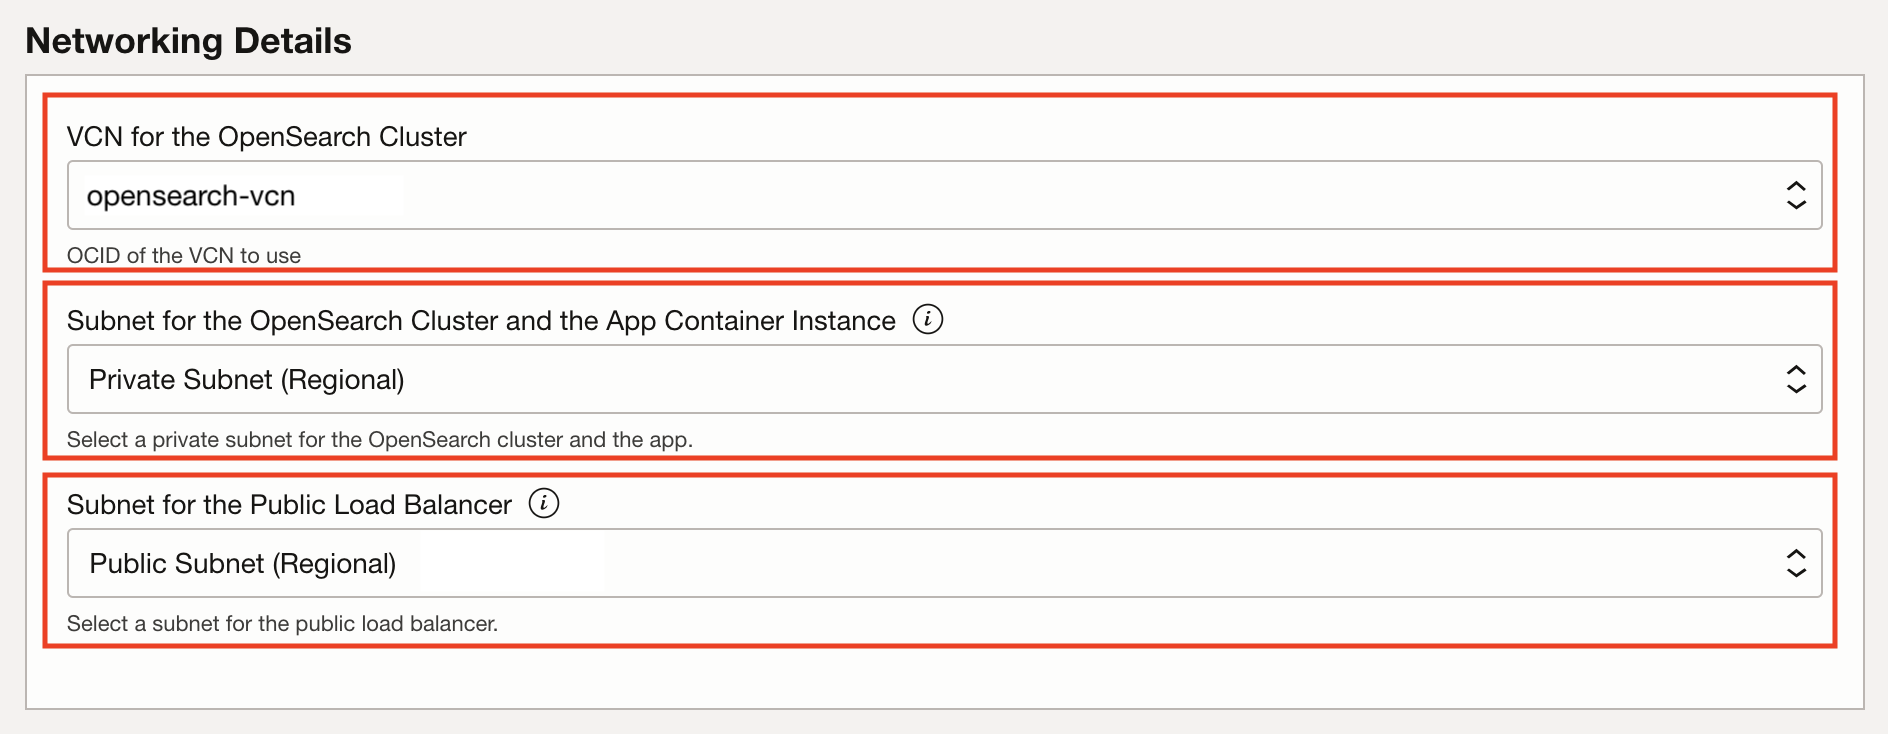 Networking Details
VCN for the OpenSearch Cluster
opensearch-vcn
OCID of the VCN to use
Subnet for the OpenSearch Cluster and the App Container Instance i
Private Subnet (Regional)
Select a private subnet for the OpenSearch cluster and the app.
Subnet for the Public Load Balancer i
Public Subnet (Regional)
Select a subnet for the public load balancer.